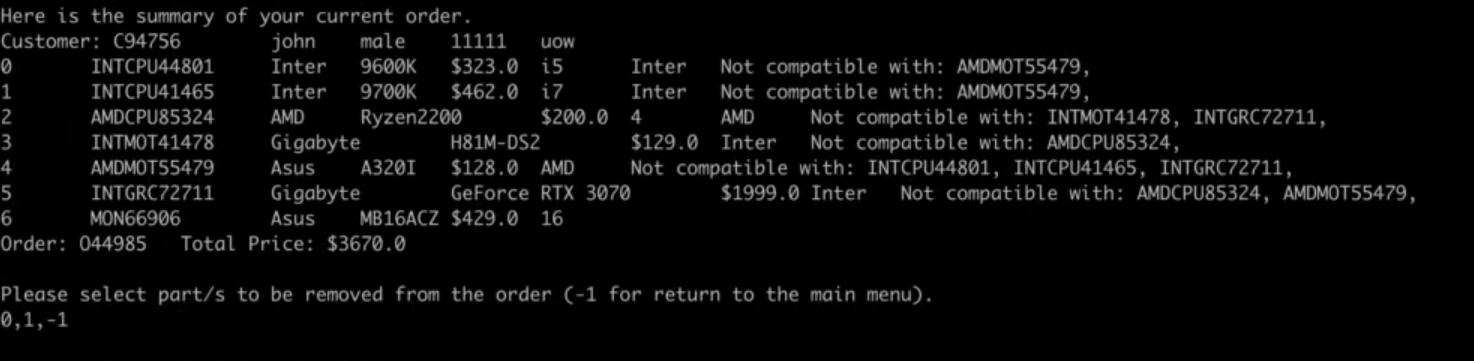 Here is the summary of your current order.
Customer: C94756 john male 11111 uow
0 INTCPU44801 Inter 9600K $323.0 i5 Inter Not compatible with: AMDMOT55479,
1 INTCPU41465 Inter 9700K $462.0 i7 Inter Not compatible with: AMDMOT55479,
2 AMDCPU85324 AMD Ryzen2200 $200.0 4 AMD Not compatible with: INTMOT41478, INTGRC72711,
3 INTMOT41478 Gigabyte H81M-DS2 $129.0 Inter Not compatible with: AMDCPU85324,
4 AMDMOT55479 Asus A320I $128.0 AMD Not compatible with: INTCPU44801, INTCPU41465, INTGRC72711,
5 INTGRC72711 Gigabyte GeForce RTX 3070 $1999.0 Inter Not compatible with: AMDCPU85324, AMDMOT55479,
6 MON66906 Asus MB16ACZ $429.0 16
Order: O44985 Total Price: $3670.0
Please select part/s to be removed from the order (-1 for return to the main menu).
0,1,-1